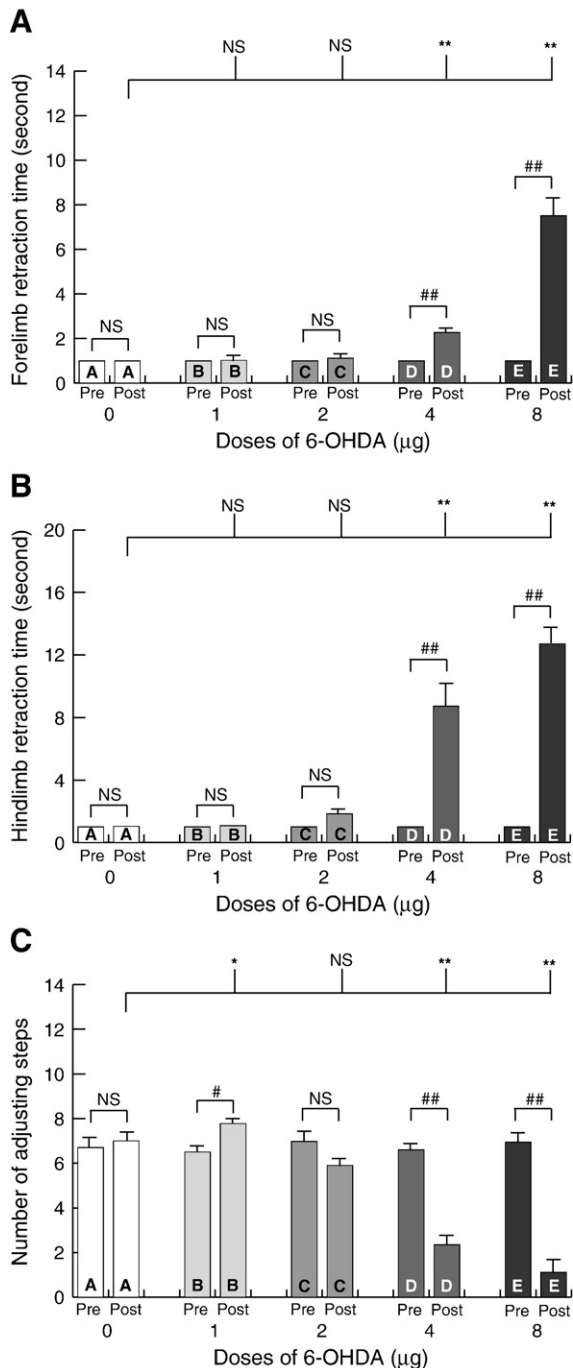 A
NS NS ** **
14
12
10
8
6
4
2
0
Forelimb retraction time (second)
##
##
NS NS NS
A A B B C C D D E E
Pre Post Pre Post Pre Post Pre Post Pre Post
0 1 2 4 8
Doses of 6-OHDA (μg)
B
NS NS ** **
20
16
12
8
4
0
Hindlimb retraction time (second)
##
##
NS NS NS
A A B B C C D D E E
Pre Post Pre Post Pre Post Pre Post Pre Post
0 1 2 4 8
Doses of 6-OHDA (μg)
C
* NS ** **
14
12
10
8
6
4
2
0
Number of adjusting steps
NS # NS ## ##
A A B B C C D D E E
Pre Post Pre Post Pre Post Pre Post Pre Post
0 1 2 4 8
Doses of 6-OHDA (μg)